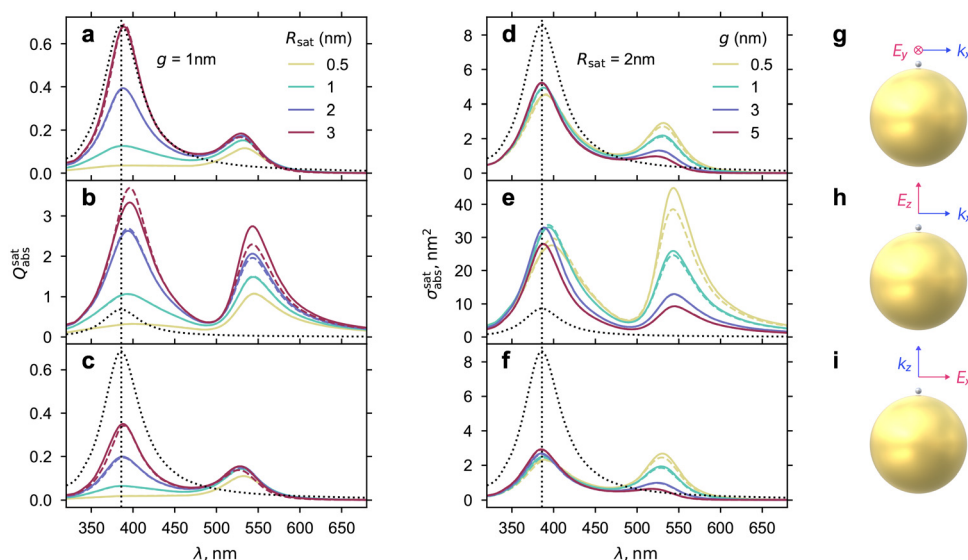 a
R_sat (nm)
g = 1nm
0.5
1
2
3
0.6
0.4
0.2
0.0
b
3
2
1
0
Q_abs^sat
c
0.6
0.4
0.2
0.0
350 400 450 500 550 600 650
λ, nm
d
g (nm)
R_sat = 2nm
0.5
1
3
5
8
6
4
2
0
e
40
30
20
10
0
σ_abs^sat, nm²
f
8
6
4
2
0
350 400 450 500 550 600 650
λ, nm
g
E_y ⊗ k_x
h
E_z k_x
i
k_z E_x